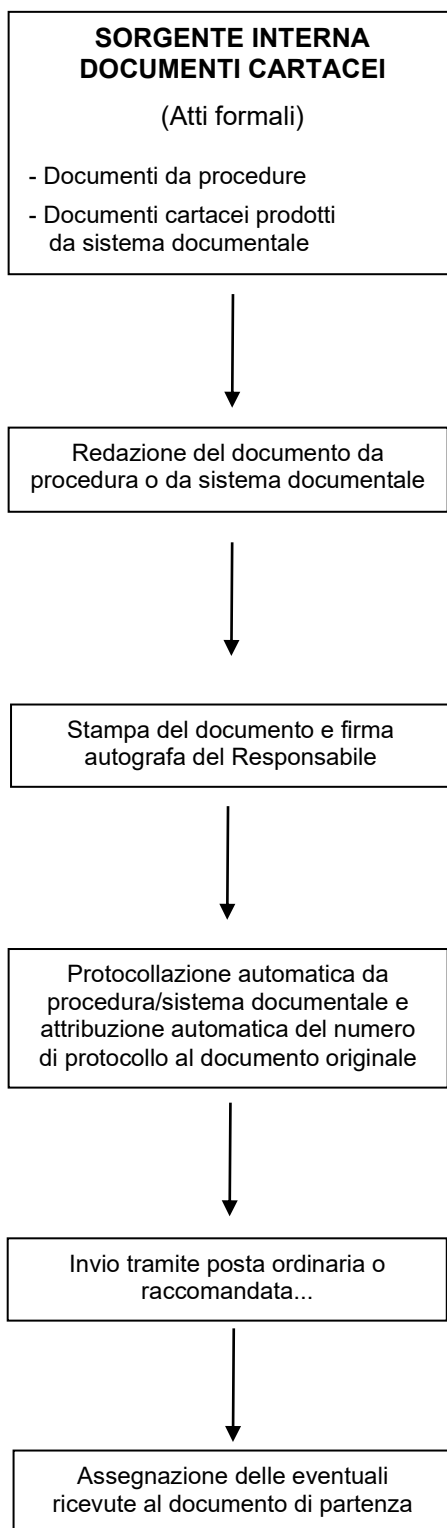 SORGENTE INTERNA
DOCUMENTI CARTACEI
(Atti formali)
- Documenti da procedure
- Documenti cartacei prodotti
da sistema documentale
Redazione del documento da
procedura o da sistema documentale
Stampa del documento e firma
autografa del Responsabile
Protocollazione automatica da
procedura/sistema documentale e
attribuzione automatica del numero
di protocollo al documento originale
Invio tramite posta ordinaria o
raccomandata...
Assegnazione delle eventuali
ricevute al documento di partenza